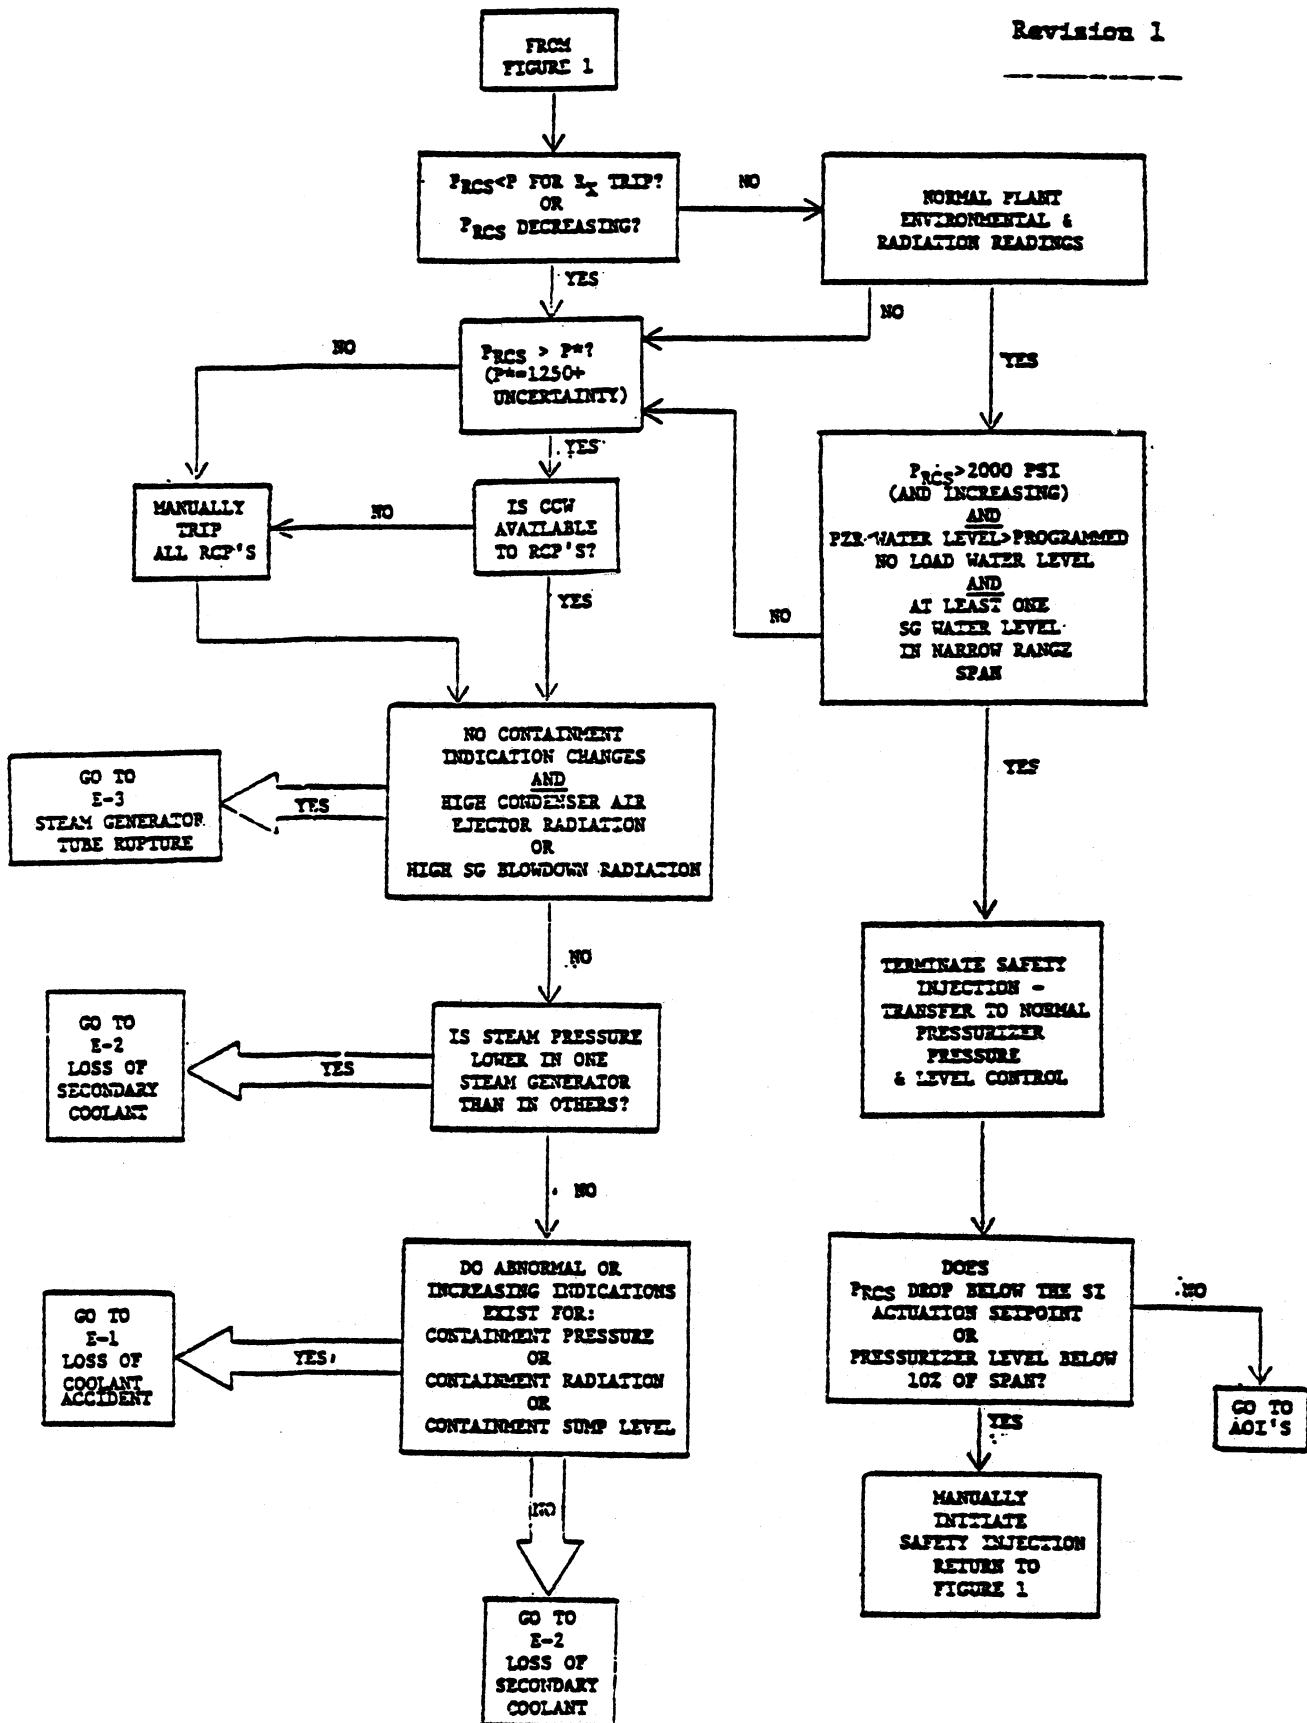 Revision 1
FROM
FIGURE 1
PRCS<P FOR RX TRIP?
OR
PRCS DECREASING?
NO
NORMAL PLANT
ENVIRONMENTAL &
RADIATION READINGS
YES
NO
YES
PRCS > P*?
(P*=1250+
UNCERTAINTY)
NO
YES
PRCS>2000 PSI
(AND INCREASING)
AND
PZR WATER LEVEL>PROGRAMMED
NO LOAD WATER LEVEL
AND
AT LEAST ONE
SG WATER LEVEL
IN NARROW RANGE
SPAN
NO
YES
MANUALLY
TRIP
ALL RCP'S
NO
IS CCW
AVAILABLE
TO RCP'S?
YES
NO CONTAINMENT
INDICATION CHANGES
AND
HIGH CONDENSER AIR
EJECTOR RADIATION
OR
HIGH SG BLOWDOWN RADIATION
YES
GO TO
E-3
STEAM GENERATOR
TUBE RUPTURE
NO
TERMINATE SAFETY
INJECTION -
TRANSFER TO NORMAL
PRESSURIZER
PRESSURE
& LEVEL CONTROL
IS STEAM PRESSURE
LOWER IN ONE
STEAM GENERATOR
THAN IN OTHERS?
YES
GO TO
E-2
LOSS OF
SECONDARY
COOLANT
NO
DO ABNORMAL OR
INCREASING INDICATIONS
EXIST FOR:
CONTAINMENT PRESSURE
OR
CONTAINMENT RADIATION
OR
CONTAINMENT SUMP LEVEL
YES
GO TO
E-1
LOSS OF
COOLANT
ACCIDENT
NO
GO TO
E-2
LOSS OF
SECONDARY
COOLANT
DOES
PRCS DROP BELOW THE SI
ACTUATION SETPOINT
OR
PRESSURIZER LEVEL BELOW
10% OF SPAN?
NO
GO TO
AOI'S
YES
MANUALLY
INITIATE
SAFETY INJECTION
RETURN TO
FIGURE 1